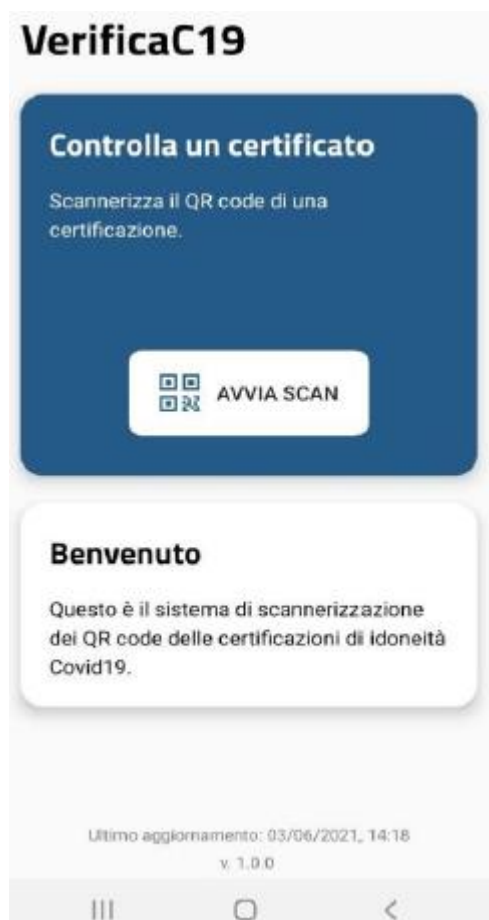 VerificaC19
Controlla un certificato
Scannerizza il QR code di una
certificazione.
AVVIA SCAN
Benvenuto
Questo è il sistema di scannerizzazione
dei QR code delle certificazioni di idoneità
Covid19.
Ultimo aggiornamento: 03/06/2021, 14:18
v. 1.0.0